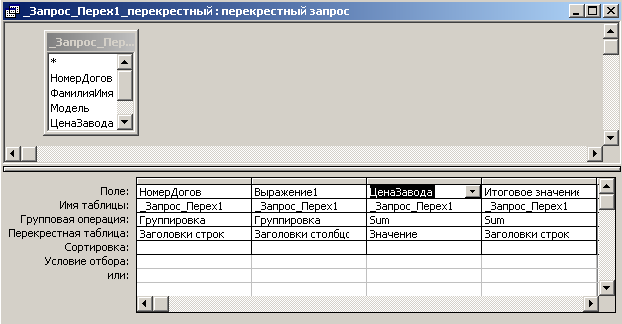 _Запрос_Перех1_перекрестный : перекрестный запрос
_Запрос_Пер...
*
НомерДогов
ФамилияИмя
Модель
ЦенаЗавода
Поле: НомерДогов Выражение1 ЦенаЗавода Итоговое значение
Имя таблицы: _Запрос_Перех1 _Запрос_Перех1 _Запрос_Перех1 _Запрос_Перех1
Групповая операция: Группировка Группировка Sum Sum
Перекрестная таблица: Заголовки строк Заголовки столбцо Значение Заголовки строк
Сортировка:
Условие отбора:
или: